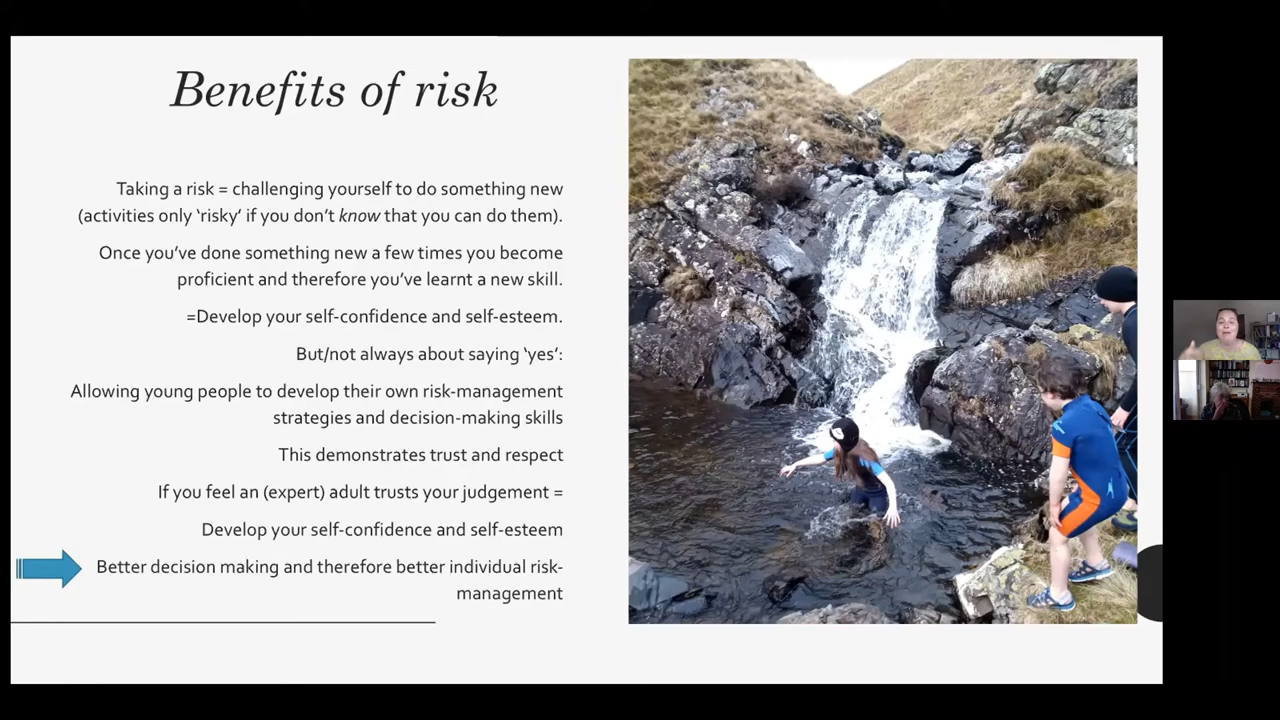 Benefits of risk
Taking a risk = challenging yourself to do something new
(activities only ‘risky’ if you don’t know that you can do them).
Once you’ve done something new a few times you become
proficient and therefore you’ve learnt a new skill.
=Develop your self-confidence and self-esteem.
But/not always about saying ‘yes’:
Allowing young people to develop their own risk-management
strategies and decision-making skills
This demonstrates trust and respect
If you feel an (expert) adult trusts your judgement =
Develop your self-confidence and self-esteem
Better decision making and therefore better individual risk-
management